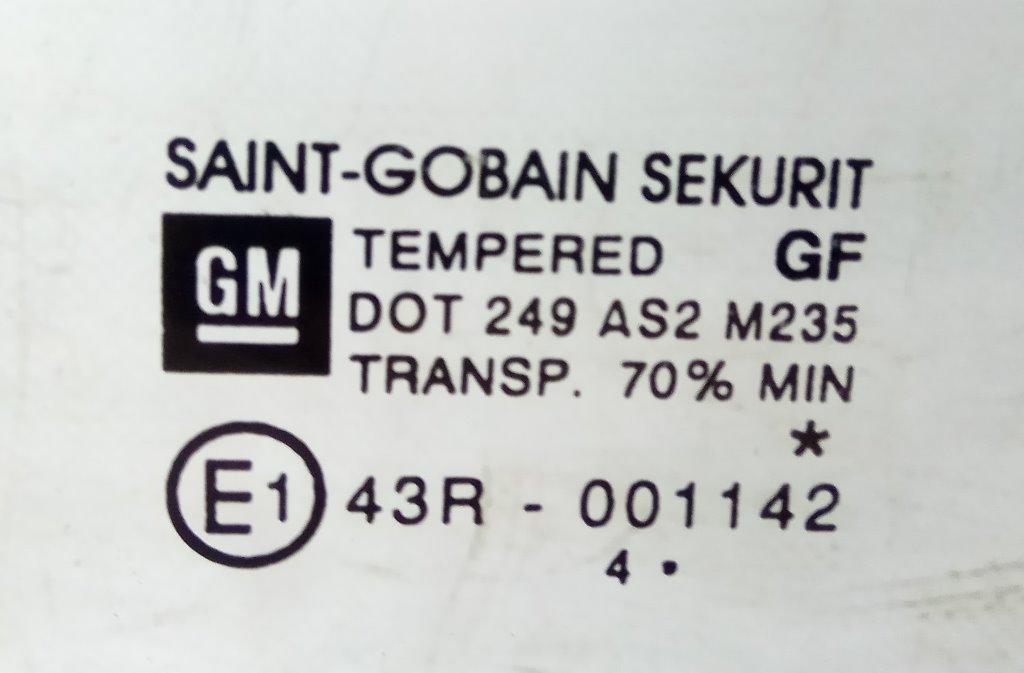 SAINT-GOBAIN SEKURIT
GM
TEMPERED GF
DOT 249 AS2 M235
TRANSP. 70% MIN
*
E1 43R - 001142
4 •